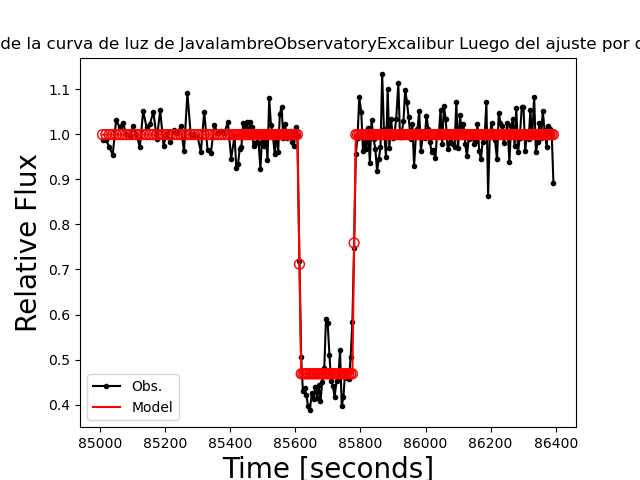 de la curva de luz de JavalambreObservatoryExcalibur Luego del ajuste por
Relative Flux
1.1
1.0
0.9
0.8
0.7
0.6
0.5
0.4
Obs.
Model
85000 85200 85400 85600 85800 86000 86200 86400
Time [seconds]